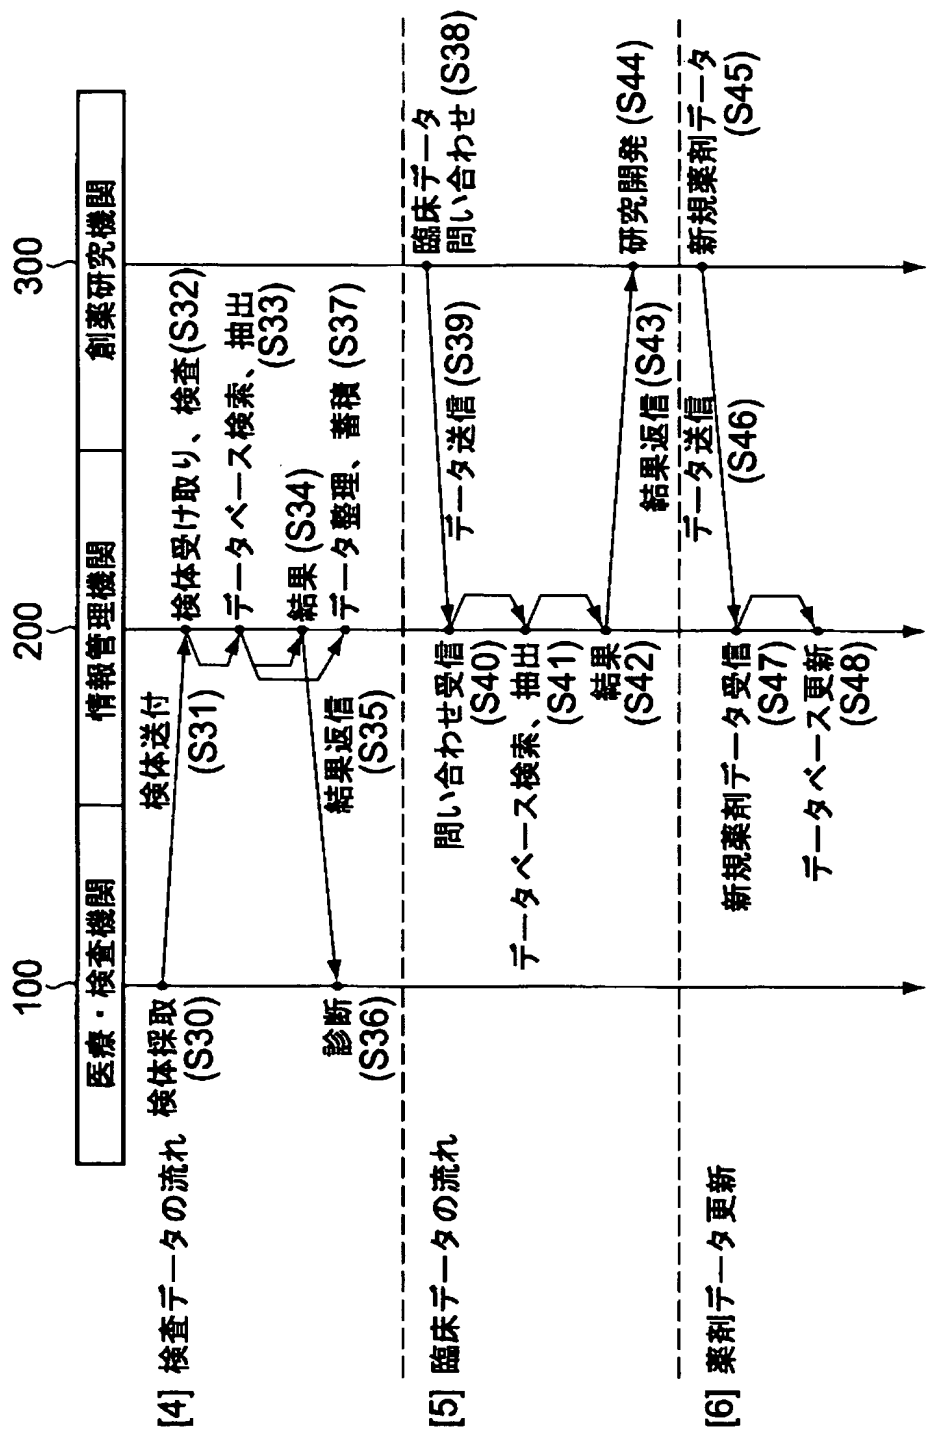 100
200
300
医療・検査機関
情報管理機関
創薬研究機関
[4] 検査データの流れ
検体採取
(S30)
検体送付
(S31)
検体受け取り、検査(S32)
データベース検索、抽出
(S33)
結果 (S34)
データ整理、蓄積 (S37)
結果返信
(S35)
診断
(S36)
[5] 臨床データの流れ
臨床データ
問い合わせ (S38)
データ送信 (S39)
問い合わせ受信
(S40)
データベース検索、抽出
(S41)
結果
(S42)
結果返信 (S43)
研究開発 (S44)
[6] 薬剤データ更新
新規薬剤データ
(S45)
データ送信
(S46)
新規薬剤データ受信
(S47)
データベース更新
(S48)